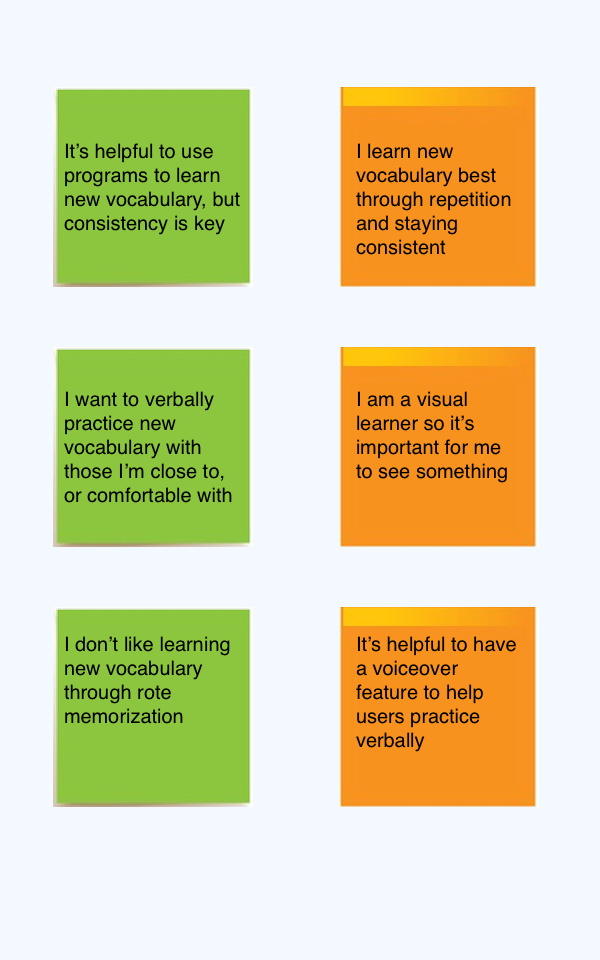 It’s helpful to use
programs to learn
new vocabulary, but
consistency is key
I learn new
vocabulary best
through repetition
and staying
consistent
I want to verbally
practice new
vocabulary with
those I’m close to,
or comfortable with
I am a visual
learner so it’s
important for me
to see something
I don’t like learning
new vocabulary
through rote
memorization
It’s helpful to have
a voiceover
feature to help
users practice
verbally